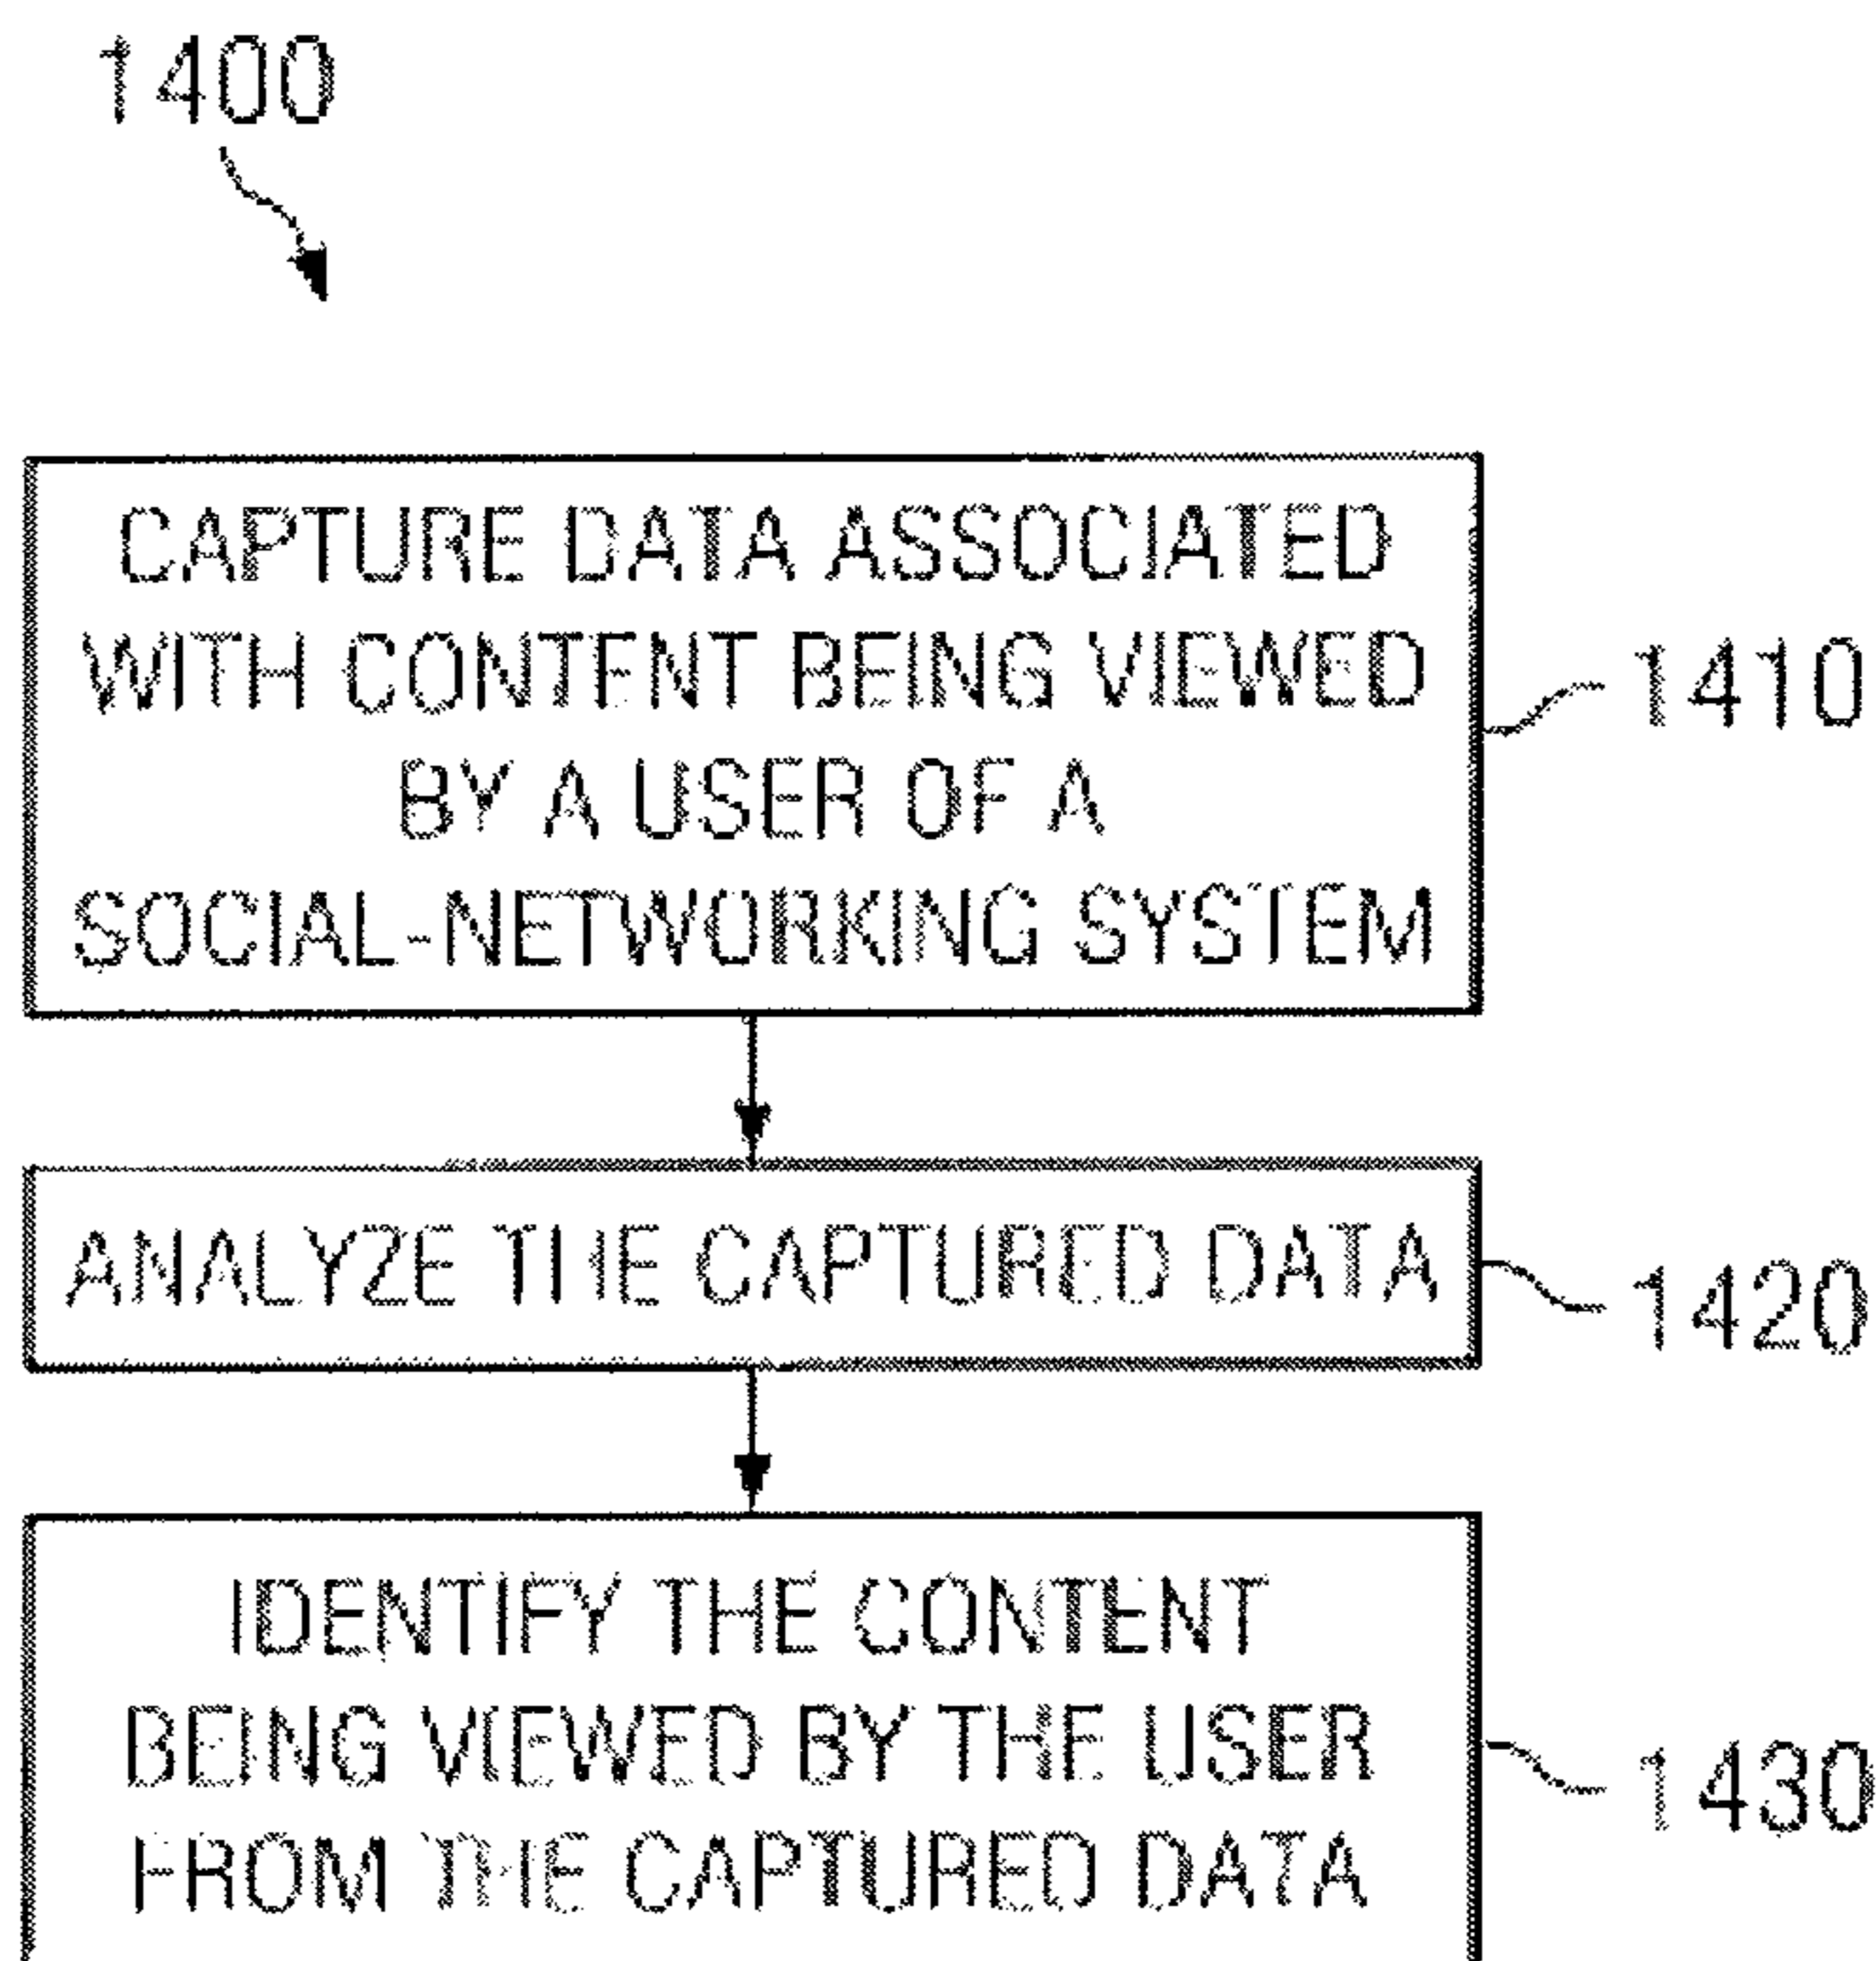 1400
CAPTURE DATA ASSOCIATED
WITH CONTENT BEING VIEWED
BY A USER OF A
SOCIAL-NETWORKING SYSTEM
1410
ANALYZE THE CAPTURED DATA
1420
IDENTIFY THE CONTENT
BEING VIEWED BY THE USER
FROM THE CAPTURED DATA
1430